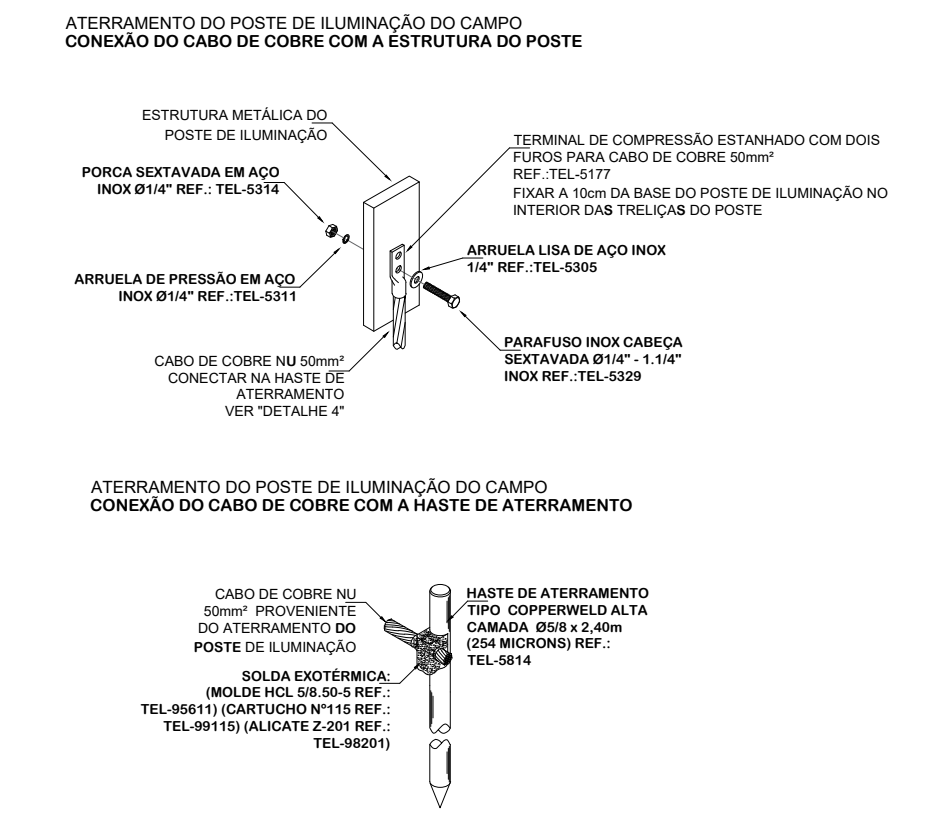 ATERRAMENTO DO POSTE DE ILUMINAÇÃO DO CAMPO
CONEXÃO DO CABO DE COBRE COM A ESTRUTURA DO POSTE
ESTRUTURA METÁLICA DO
POSTE DE ILUMINAÇÃO
TERMINAL DE COMPRESSÃO ESTANHADO COM DOIS
FUROS PARA CABO DE COBRE 50mm²
REF.:TEL-5177
FIXAR A 10cm DA BASE DO POSTE DE ILUMINAÇÃO NO
INTERIOR DAS TRELIÇAS DO POSTE
PORCA SEXTAVADA EM AÇO
INOX Ø1/4" REF.: TEL-5314
ARRUELA LISA DE AÇO INOX
1/4" REF.:TEL-5305
ARRUELA DE PRESSÃO EM AÇO
INOX Ø1/4" REF.:TEL-5311
PARAFUSO INOX CABEÇA
SEXTAVADA Ø1/4" - 1.1/4"
INOX REF.:TEL-5329
CABO DE COBRE NU 50mm²
CONECTAR NA HASTE DE
ATERRAMENTO
VER "DETALHE 4"
ATERRAMENTO DO POSTE DE ILUMINAÇÃO DO CAMPO
CONEXÃO DO CABO DE COBRE COM A HASTE DE ATERRAMENTO
CABO DE COBRE NU
50mm² PROVENIENTE
DO ATERRAMENTO DO
POSTE DE ILUMINAÇÃO
HASTE DE ATERRAMENTO
TIPO COPPERWELD ALTA
CAMADA Ø5/8 x 2,40m
(254 MICRONS) REF.:
TEL-5814
SOLDA EXOTÉRMICA:
(MOLDE HCL 5/8.50-5 REF.:
TEL-95611) (CARTUCHO Nº115 REF.:
TEL-99115) (ALICATE Z-201 REF.:
TEL-98201)